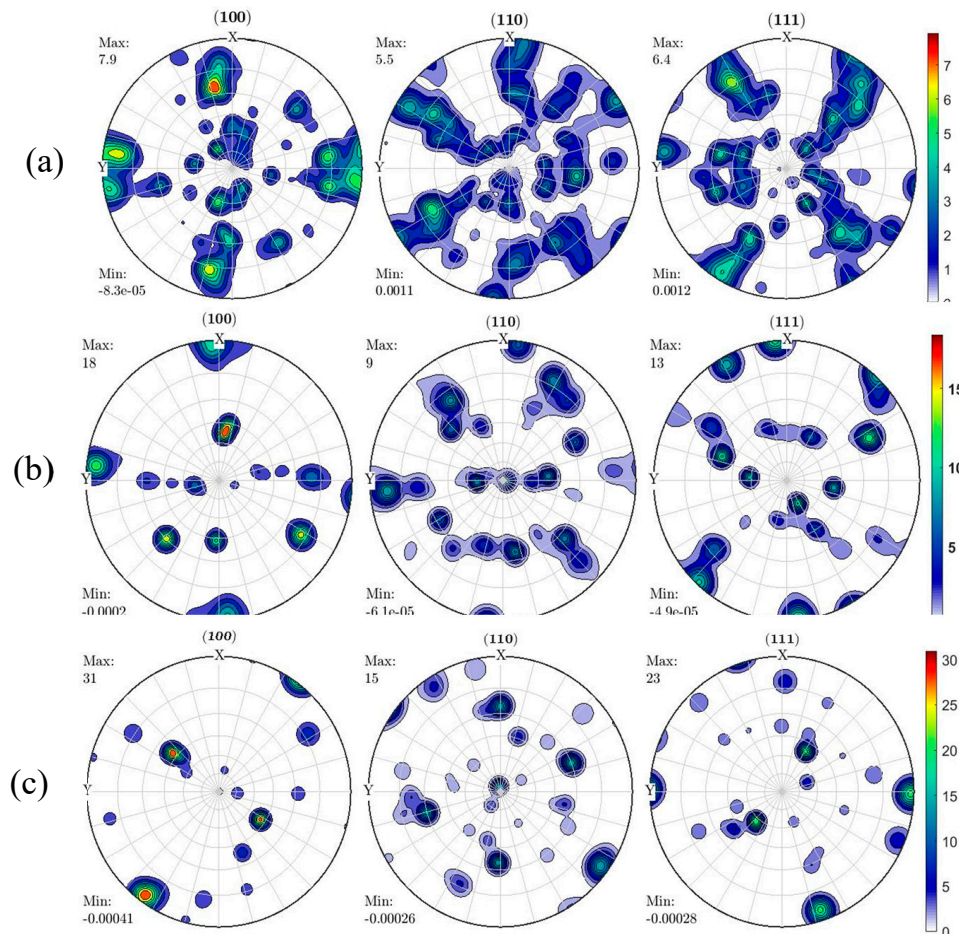 (100)
X
Max:
7.9
Y
Min:
-8.3e-05
(110)
X
Max:
5.5
Min:
0.0011
(111)
X
Max:
6.4
Y
Min:
0.0012
7
6
5
4
3
2
1
(a)
(100)
X
Max:
18
Y
Min:
-0.0002
(110)
X
Max:
9
Y
Min:
-6.1e-05
(111)
X
Max:
13
Y
Min:
-4.9e-05
15
10
5
(b)
(100)
X
Max:
31
Y
Min:
-0.00041
(110)
X
Max:
15
Y
Min:
-0.00026
(111)
X
Max:
23
Y
Min:
-0.00028
30
25
20
15
10
5
0
(c)